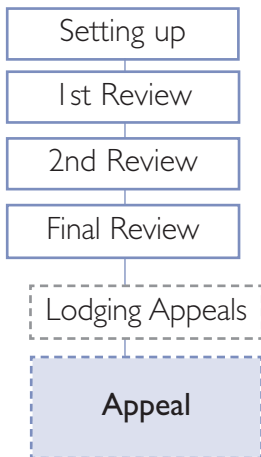 Setting up
1st Review
2nd Review
Final Review
Lodging Appeals
Appeal